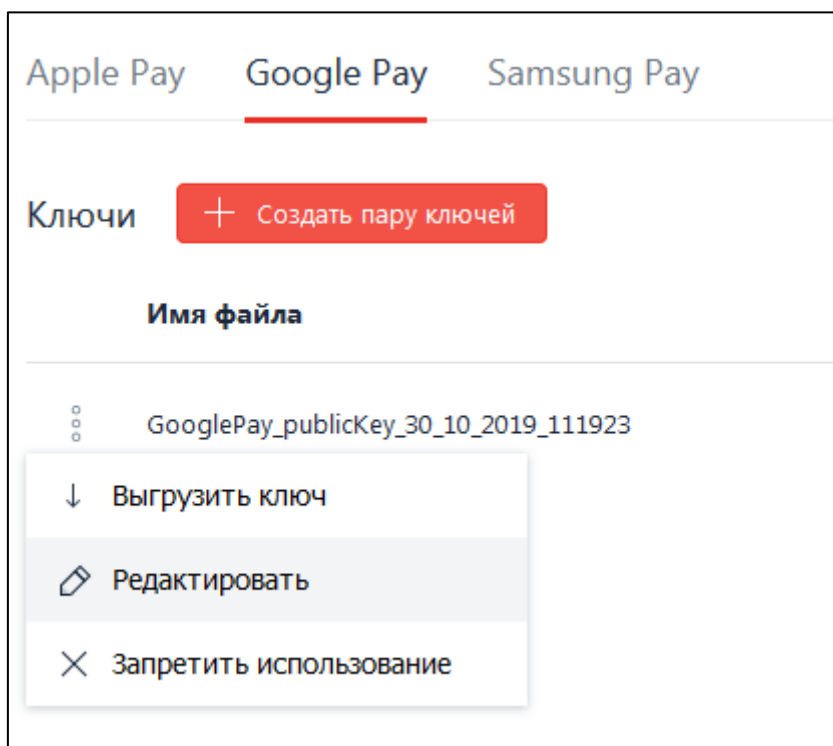 Apple Pay Google Pay Samsung Pay
Ключи Создать пару ключей
Имя файла
GooglePay_publicKey_30_10_2019_111923
Выгрузить ключ
Редактировать
Запретить использование